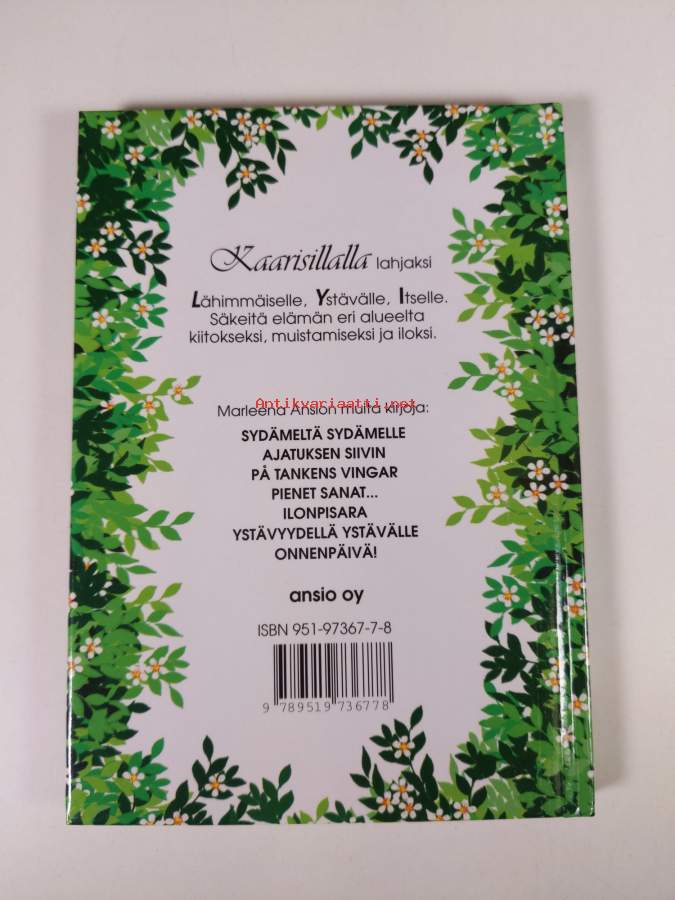 Kaarisillalla lahjaksi
Lähimmäiselle, Ystävälle, Itselle.
Säkeitä elämän eri alueelta
kiitokseksi, muistamiseksi ja iloksi.
Antikvariaatti.net
Marleena Ansion muita kirjoja:
SYDÄMELTÄ SYDÄMELLE
AJATUKSEN SIIVIN
PÅ TANKENS VINGAR
PIENET SANAT...
ILONPISARA
YSTÄVYYDELLÄ YSTÄVÄLLE
ONNENPÄIVÄ!
ansio oy
ISBN 951-97367-7-8
9 789519 736778